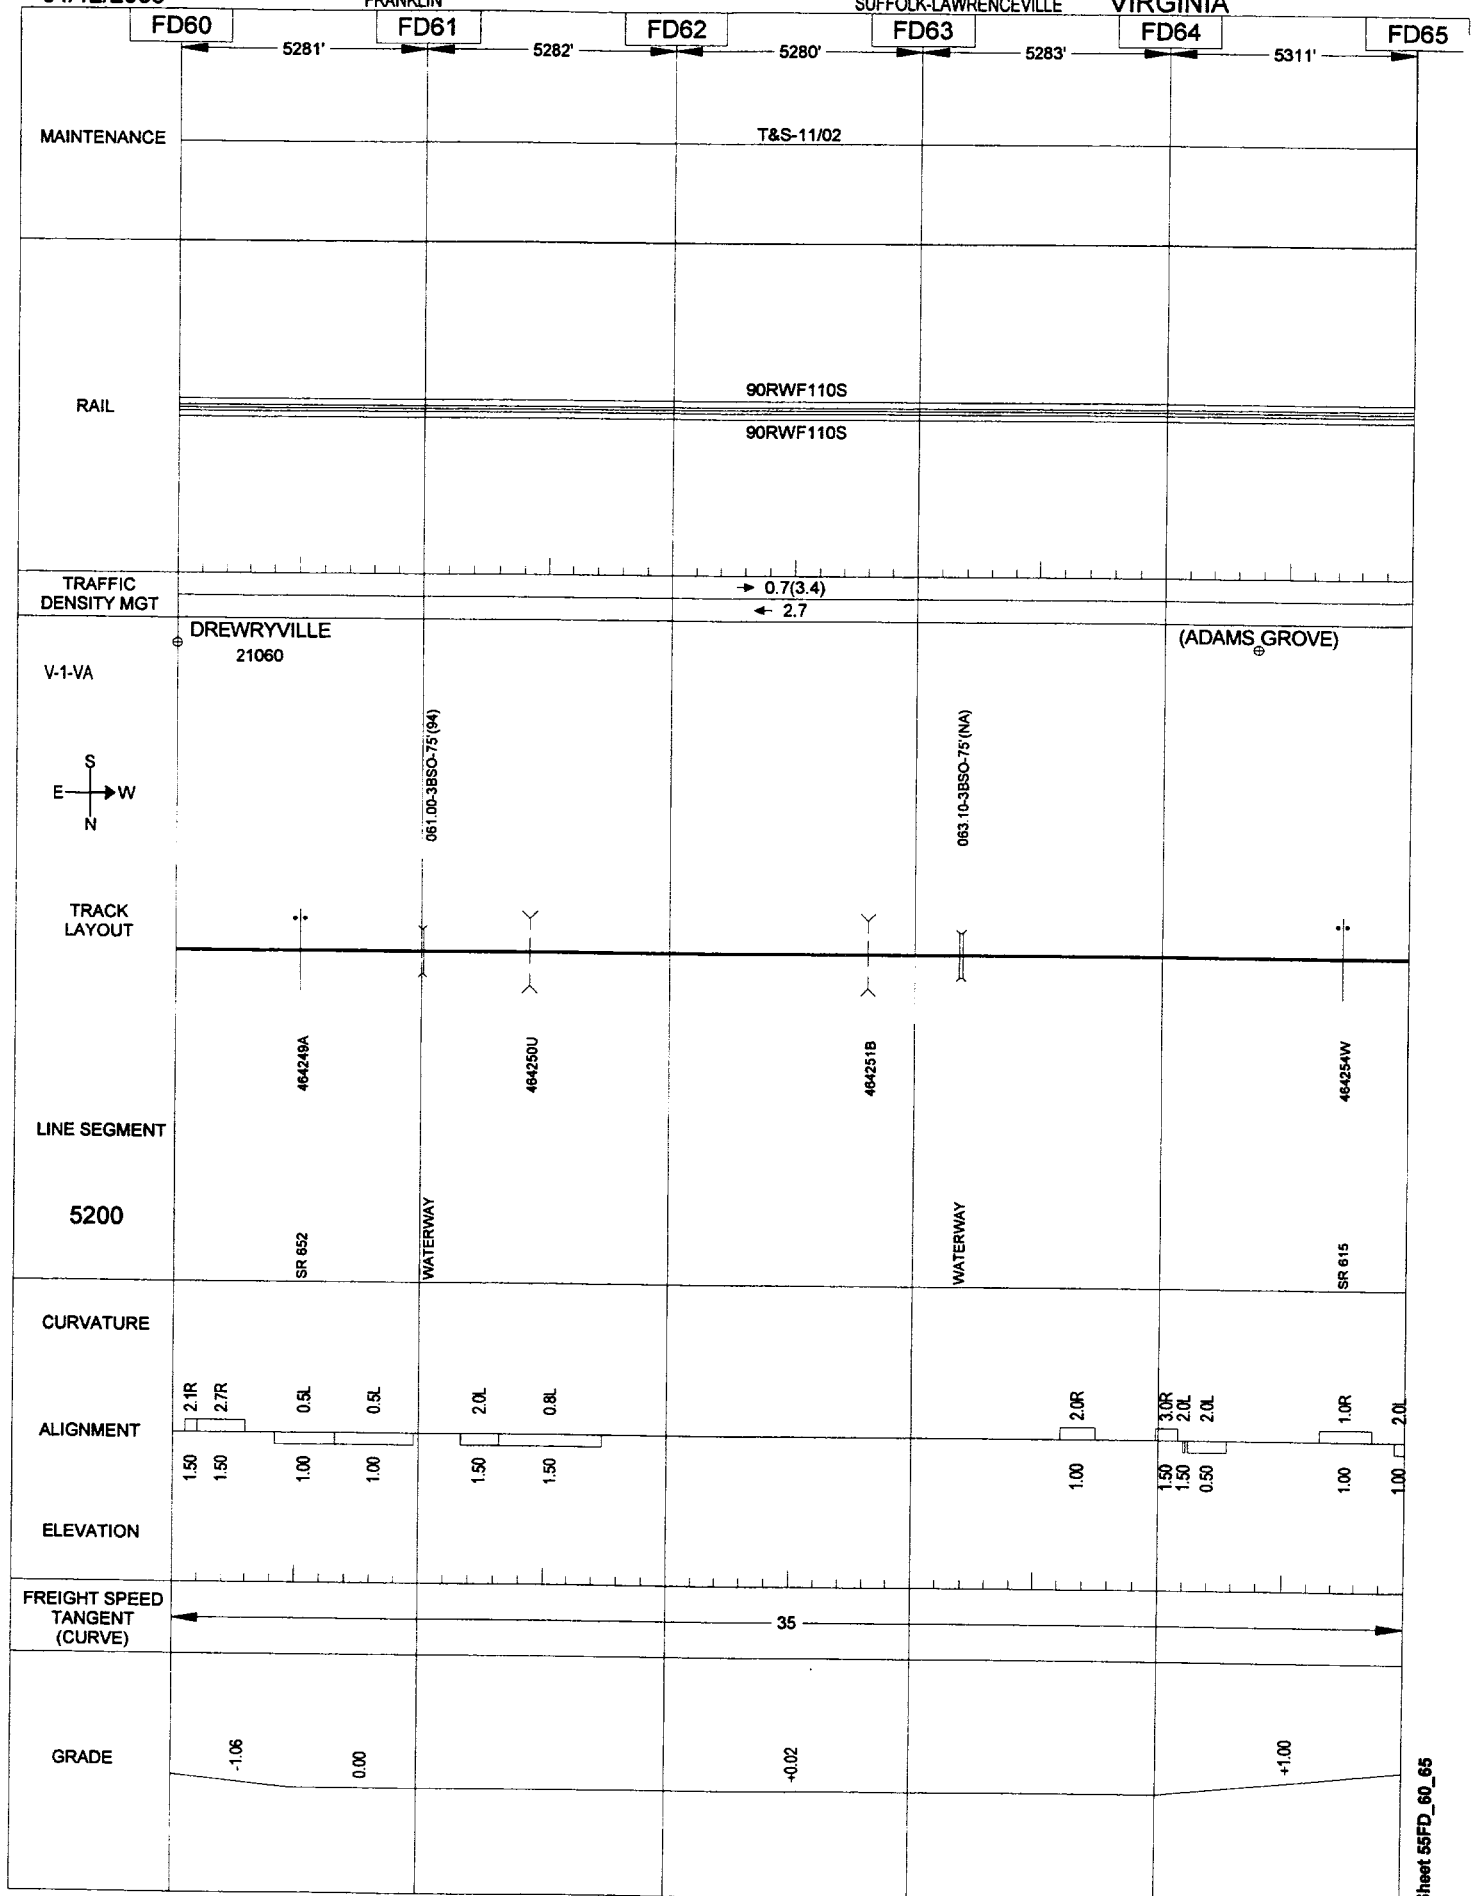 FRANKLIN
SUFFOLK-LAWRENCEVILLE
VIRGINIA
FD60
FD61
FD62
FD63
FD64
FD65
5281'
5282'
5280'
5283'
5311'
MAINTENANCE
T&S-11/02
RAIL
90RWF110S
90RWF110S
TRAFFIC
DENSITY MGT
0.7(3.4)
2.7
DREWRYVILLE
21060
(ADAMS GROVE)
V-1-VA
S
E
W
N
061.00-3BSO-75'(94)
063.10-3BSO-75'(NA)
TRACK
LAYOUT
464249A
464250U
464251B
464254W
LINE SEGMENT
5200
SR 652
WATERWAY
WATERWAY
SR 615
CURVATURE
ALIGNMENT
2.1R
2.7R
0.5L
0.5L
2.0L
0.8L
2.0R
3.0R
2.0L
2.0L
1.0R
2.0L
1.50
1.50
1.00
1.00
1.50
1.50
1.00
1.50
1.50
0.50
1.00
1.00
ELEVATION
FREIGHT SPEED
TANGENT
(CURVE)
35
GRADE
-1.06
0.00
+0.02
+1.00
Sheet 55FD_60_65